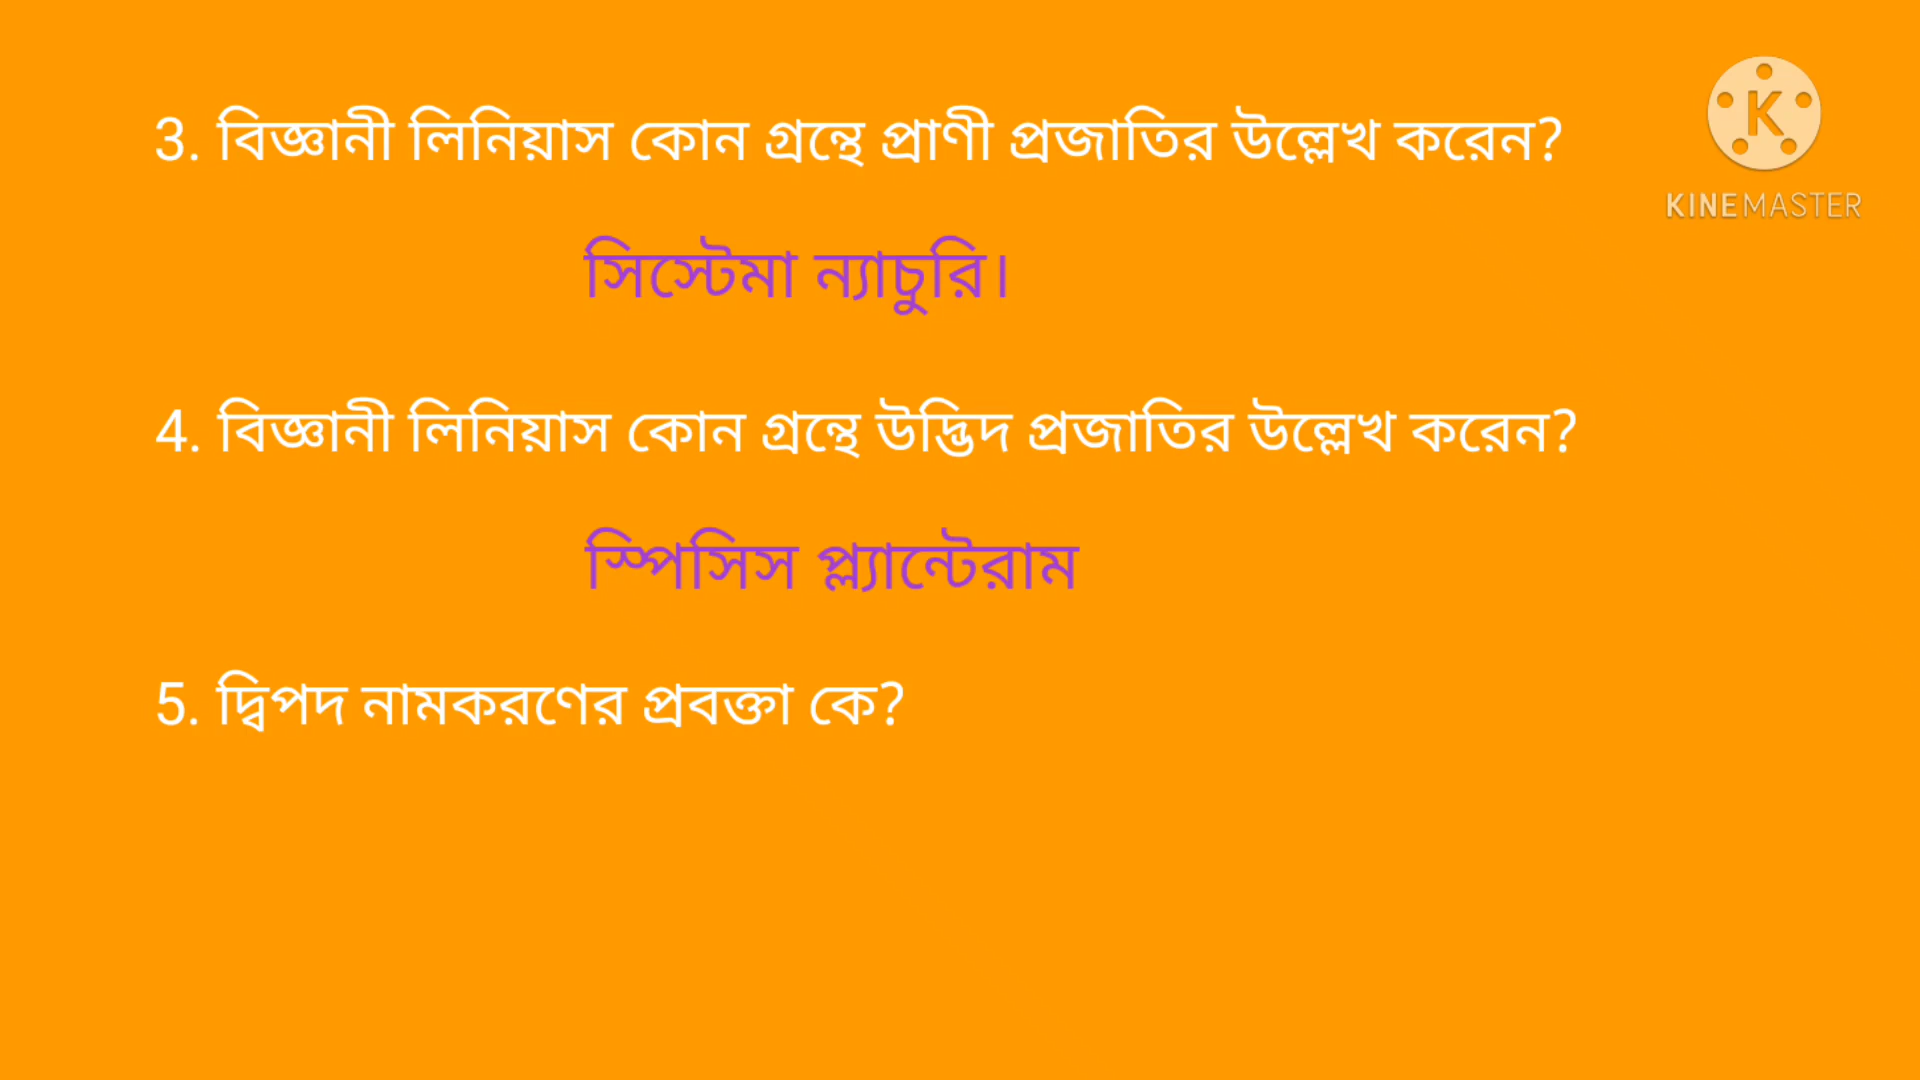 3. বিজ্ঞানী লিনিয়াস কোন গ্রন্থে প্রাণী প্রজাতির উল্লেখ করেন?
K
KINEMASTER
সিস্টেমা ন্যাচুরি।
4. বিজ্ঞানী লিনিয়াস কোন গ্রন্থে উদ্ভিদ প্রজাতির উল্লেখ করেন?
স্পিসিস প্ল্যান্টেরাম
5. দ্বিপদ নামকরণের প্রবক্তা কে?